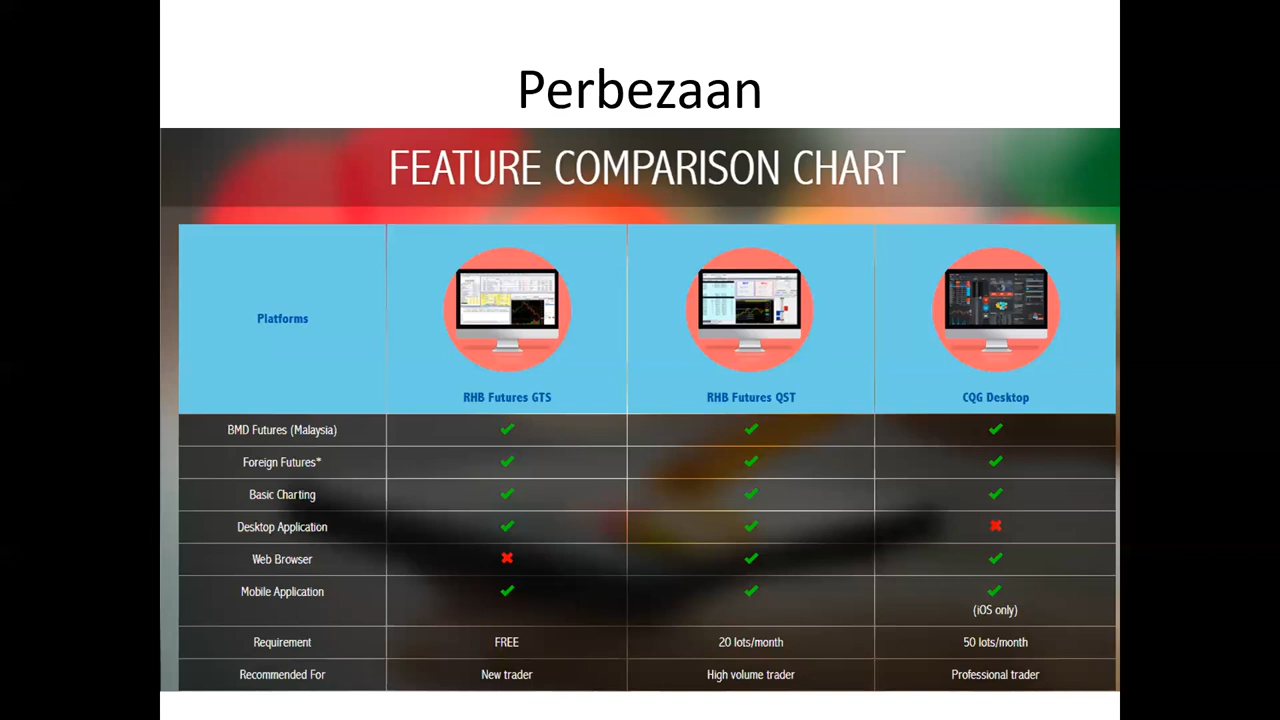 Perbezaan
FEATURE COMPARISON CHART
Platforms
RHB Futures GTS
RHB Futures QST
CQG Desktop
BMD Futures (Malaysia) ✔ ✔ ✔
Foreign Futures* ✔ ✔ ✔
Basic Charting ✔ ✔ ✔
Desktop Application ✔ ✔ ✖
Web Browser ✖ ✔ ✔
Mobile Application ✔ ✔ ✔
(iOS only)
Requirement FREE 20 lots/month 50 lots/month
Recommended For New trader High volume trader Professional trader